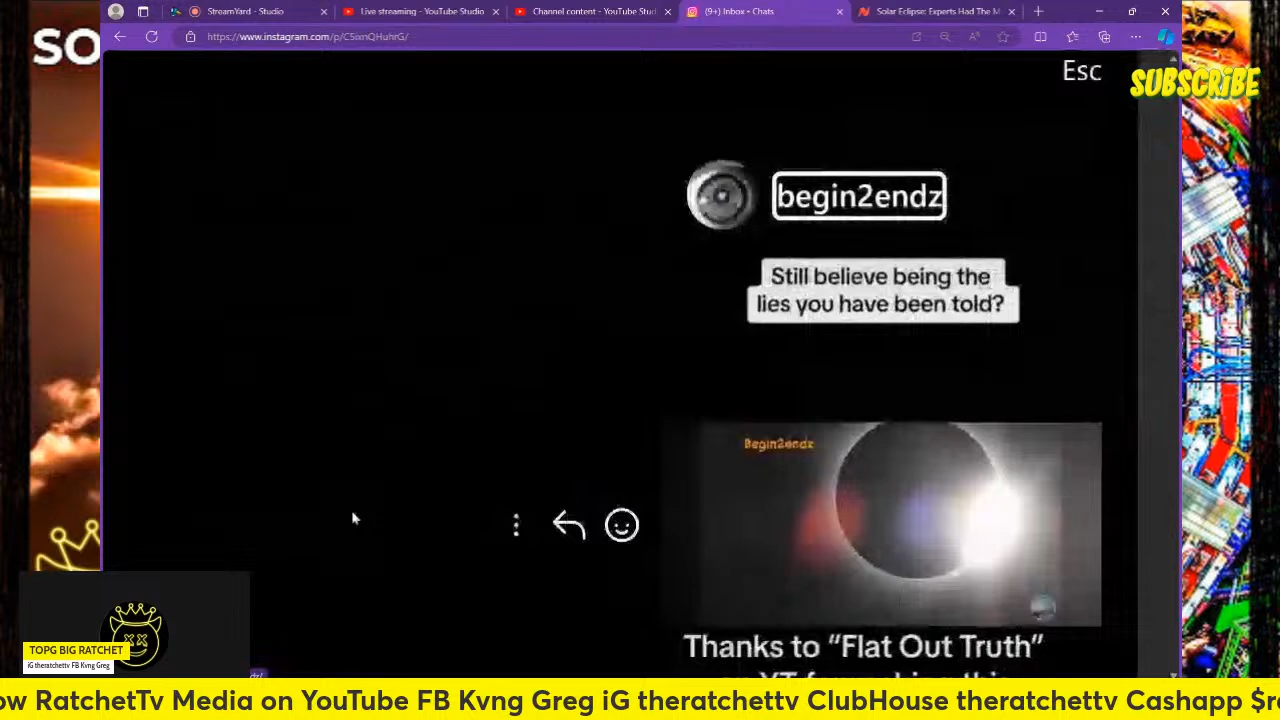 SO
StreamYard - Studio
Live streaming - YouTube Studio
Channel content - YouTube Stud
(9+) Inbox • Chats
Solar Eclipse: Experts Had The M
https://www.instagram.com/p/C5ixnQHuhrG/
Esc
SUBSCRIBE
begin2endz
Still believe being the
lies you have been told?
Begin2endz
Thanks to “Flat Out Truth”
TOPG BIG RATCHET
iG theratchettv FB Kvng Greg
ow RatchetTv Media on YouTube FB Kvng Greg iG theratchettv ClubHouse theratchettv Cashapp $r